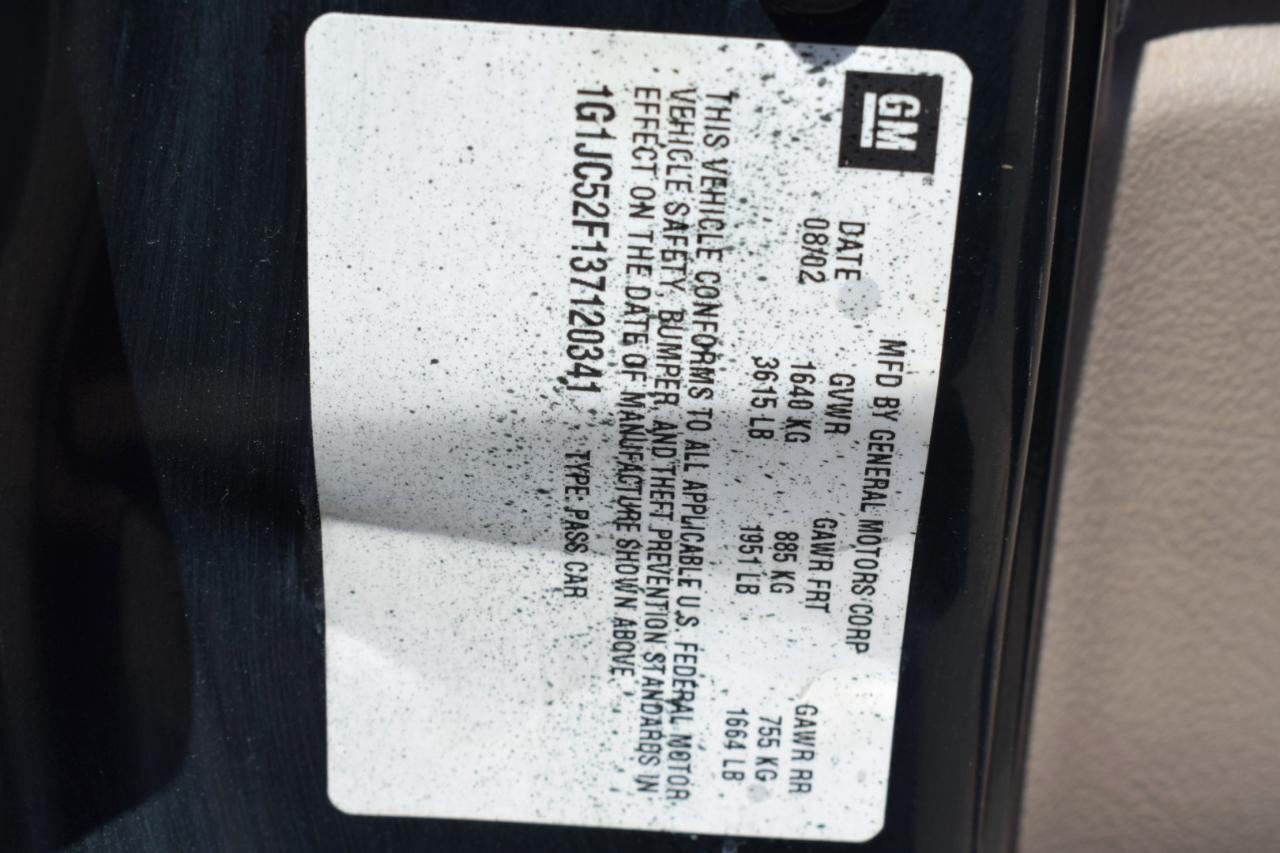 GM®
MFD BY GENERAL MOTORS CORP
DATE GVWR GAWR FRT GAWR RR
08/02 1640 KG 885 KG 755 KG
3615 LB 1951 LB 1664 LB
THIS VEHICLE CONFORMS TO ALL APPLICABLE U.S. FEDERAL MOTOR
VEHICLE SAFETY, BUMPER, AND THEFT PREVENTION STANDARDS IN
EFFECT ON THE DATE OF MANUFACTURE SHOWN ABOVE.
1G1JC52F137120341 TYPE: PASS CAR